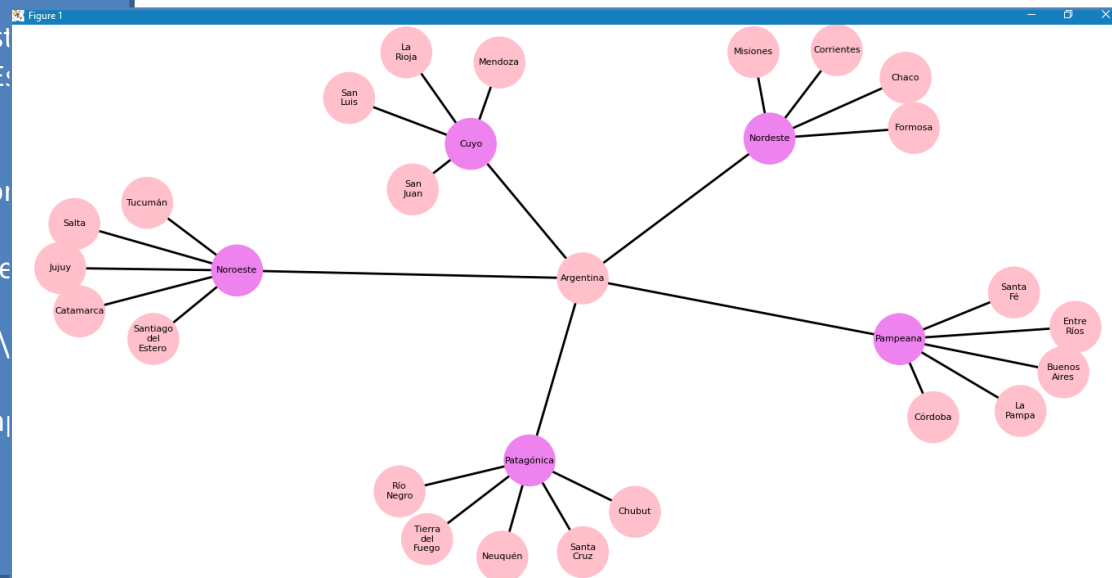 Figure 1
La
Rioja
Mendoza
San
Luis
Cuyo
San
Juan
Misiones
Corrientes
Chaco
Formosa
Nordeste
Tucumán
Salta
Jujuy
Catamarca
Santiago
del
Estero
Noroeste
Argentina
Santa
Fé
Entre
Ríos
Buenos
Aires
La
Pampa
Córdoba
Pampeana
Patagónica
Río
Negro
Tierra
del
Fuego
Neuquén
Santa
Cruz
Chubut